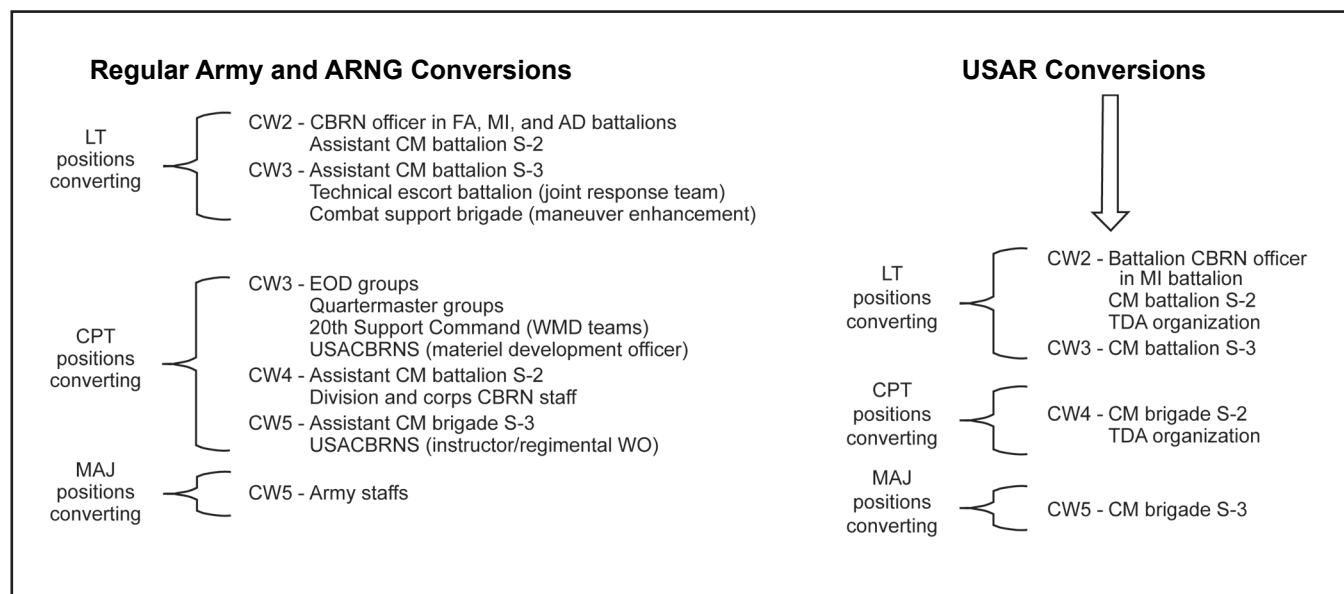 Regular Army and ARNG Conversions
LT
positions
converting
CW2 - CBRN officer in FA, MI, and AD battalions
Assistant CM battalion S-2
CW3 - Assistant CM battalion S-3
Technical escort battalion (joint response team)
Combat support brigade (maneuver enhancement)
CPT
positions
converting
CW3 - EOD groups
Quartermaster groups
20th Support Command (WMD teams)
USACBRNS (materiel development officer)
CW4 - Assistant CM battalion S-2
Division and corps CBRN staff
CW5 - Assistant CM brigade S-3
USACBRNS (instructor/regimental WO)
MAJ
positions
converting
CW5 - Army staffs
USAR Conversions
LT
positions
converting
CW2 - Battalion CBRN officer
in MI battalion
CM battalion S-2
TDA organization
CW3 - CM battalion S-3
CPT
positions
converting
CW4 - CM brigade S-2
TDA organization
MAJ
positions
converting
CW5 - CM brigade S-3